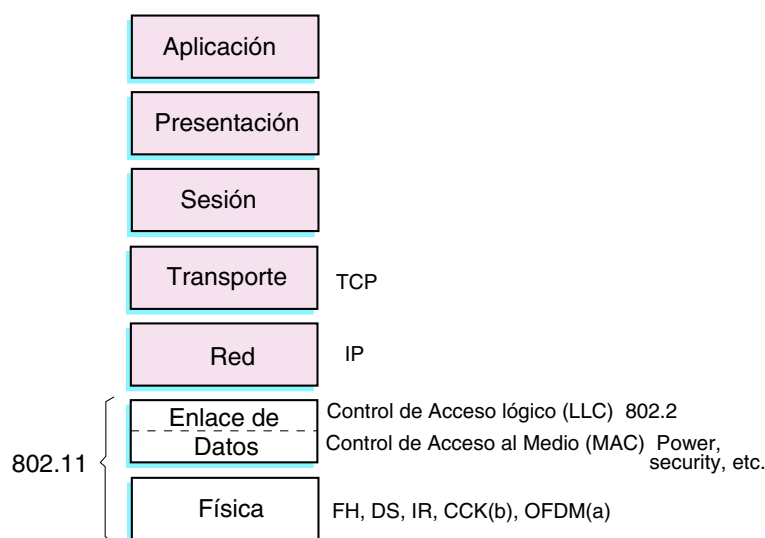 Aplicación
Presentación
Sesión
Transporte
TCP
Red
IP
Enlace de
Datos
Control de Acceso lógico (LLC) 802.2
Control de Acceso al Medio (MAC) Power,
security, etc.
802.11
Física
FH, DS, IR, CCK(b), OFDM(a)